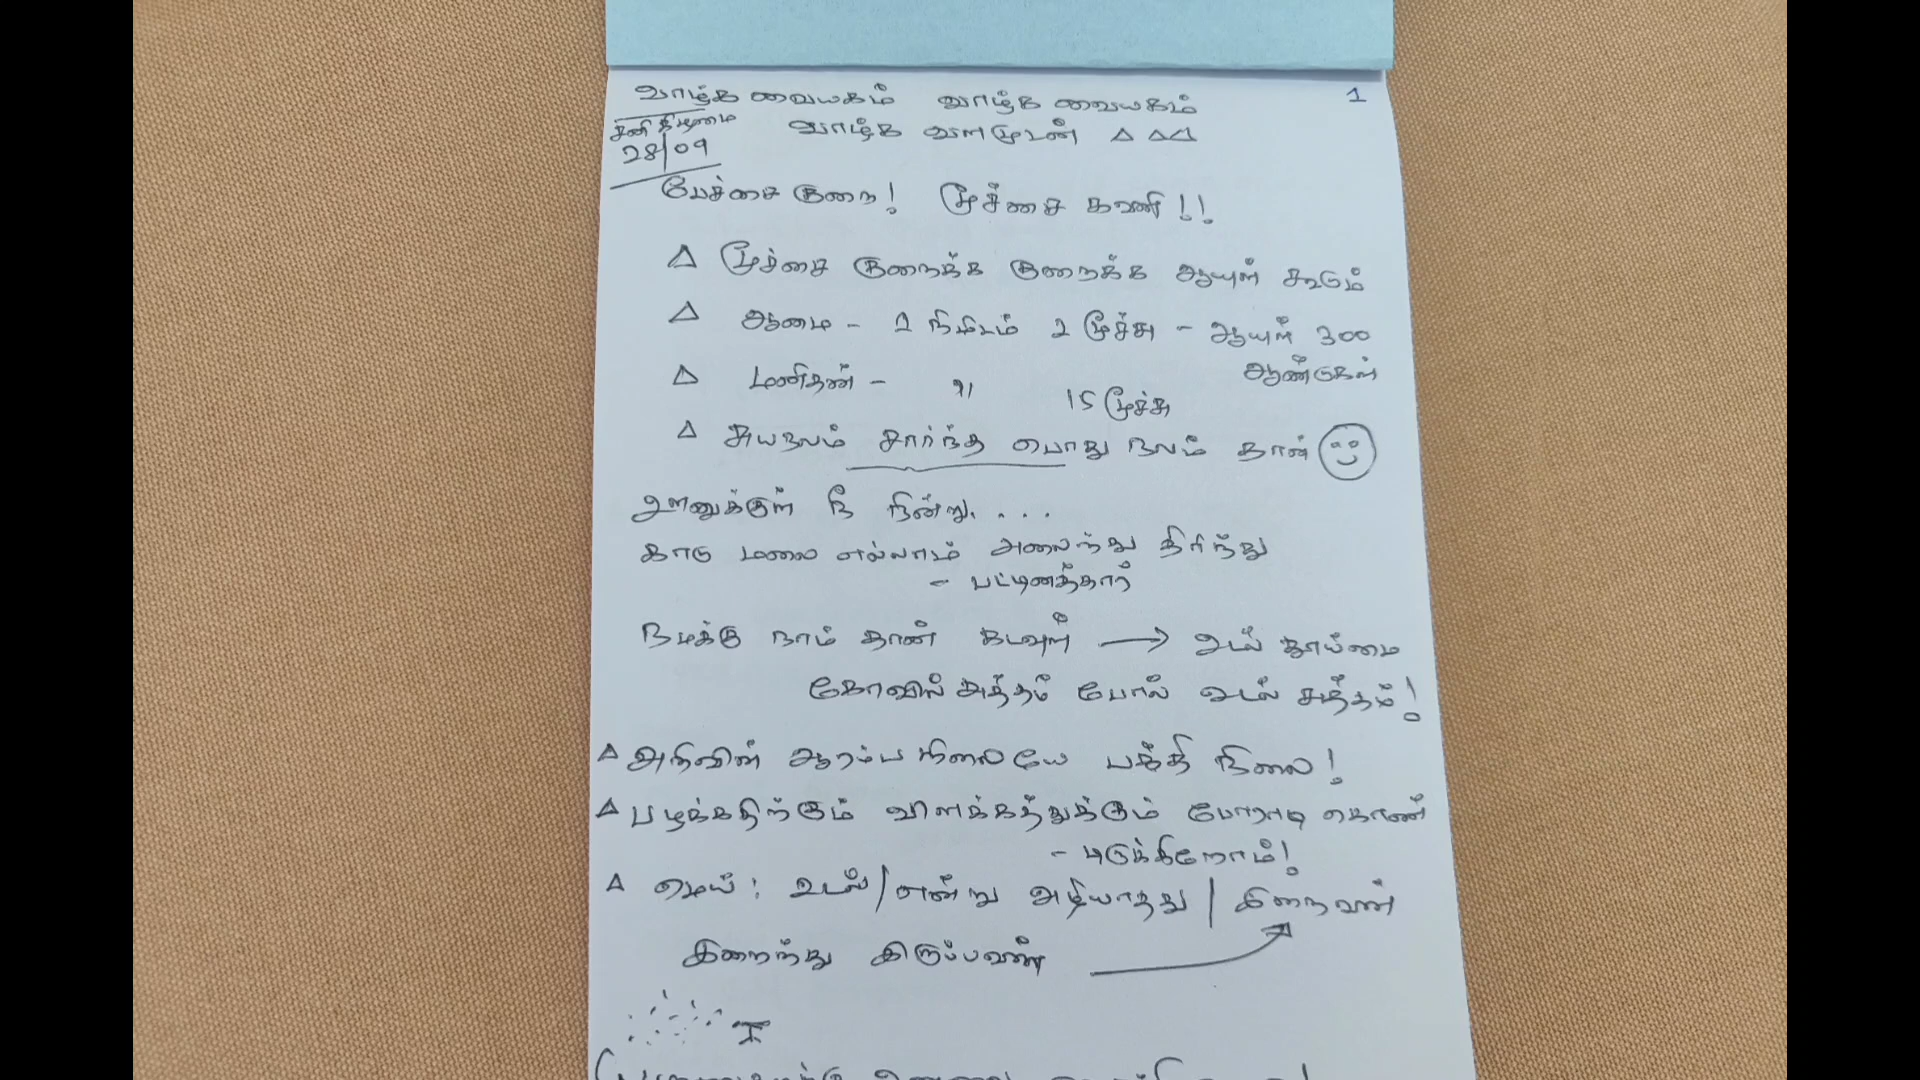 வாழ்க வையகம் வாழ்க வையகம் 1
சனிக்கிழமை வாழ்க வளமுடன் △ △△
28/09
பேச்சை குறை! மூச்சை கவனி!!
△ மூச்சை குறைக்க குறைக்க ஆயுள் கூடும்
△ ஆமை - 1 நிமிடம் 2 மூச்சு - ஆயுள் 300
ஆண்டுகள்
△ மனிதன் - " 15 மூச்சு
△ சுயநலம் சார்ந்த பொது நலம் தான்
ஊனுக்குள் நீ நின்று. . . .
காடு மலை எல்லாம் அலைந்து திரிந்து
- பட்டினத்தார்
நமக்கு நாம் தான் கடவுள் → உடல் தூய்மை
கோவில் சுத்தம் போல் உடல் சுத்தம்!
△ அறிவின் ஆரம்ப நிலையே பக்தி நிலை!
△ பழக்கதிற்கும் விளக்கத்துக்கும் போராடி கொண்
- டிருக்கிறோம்!
△ மெய் : உடல் / என்று அழியாதது / இறைவன்
இறைந்து இருப்பவன்